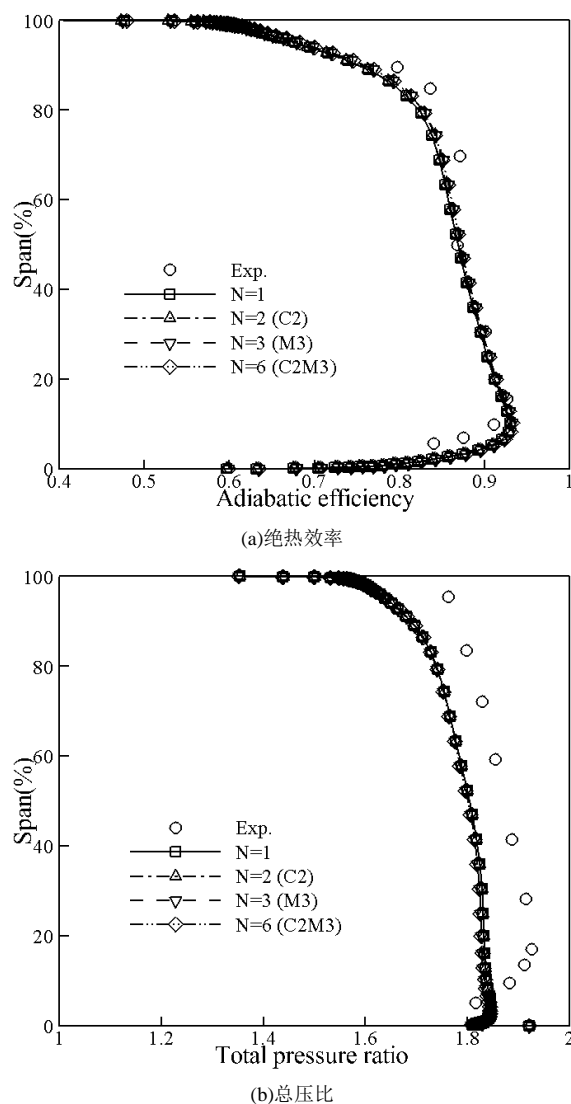 100
80
60
40
20
0
Span(%)
Exp.
N=1
N=2 (C2)
N=3 (M3)
N=6 (C2M3)
0.4 0.5 0.6 0.7 0.8 0.9 1
Adiabatic efficiency
(a)绝热效率
100
80
60
40
20
0
Span(%)
Exp.
N=1
N=2 (C2)
N=3 (M3)
N=6 (C2M3)
1 1.2 1.4 1.6 1.8 2
Total pressure ratio
(b)总压比